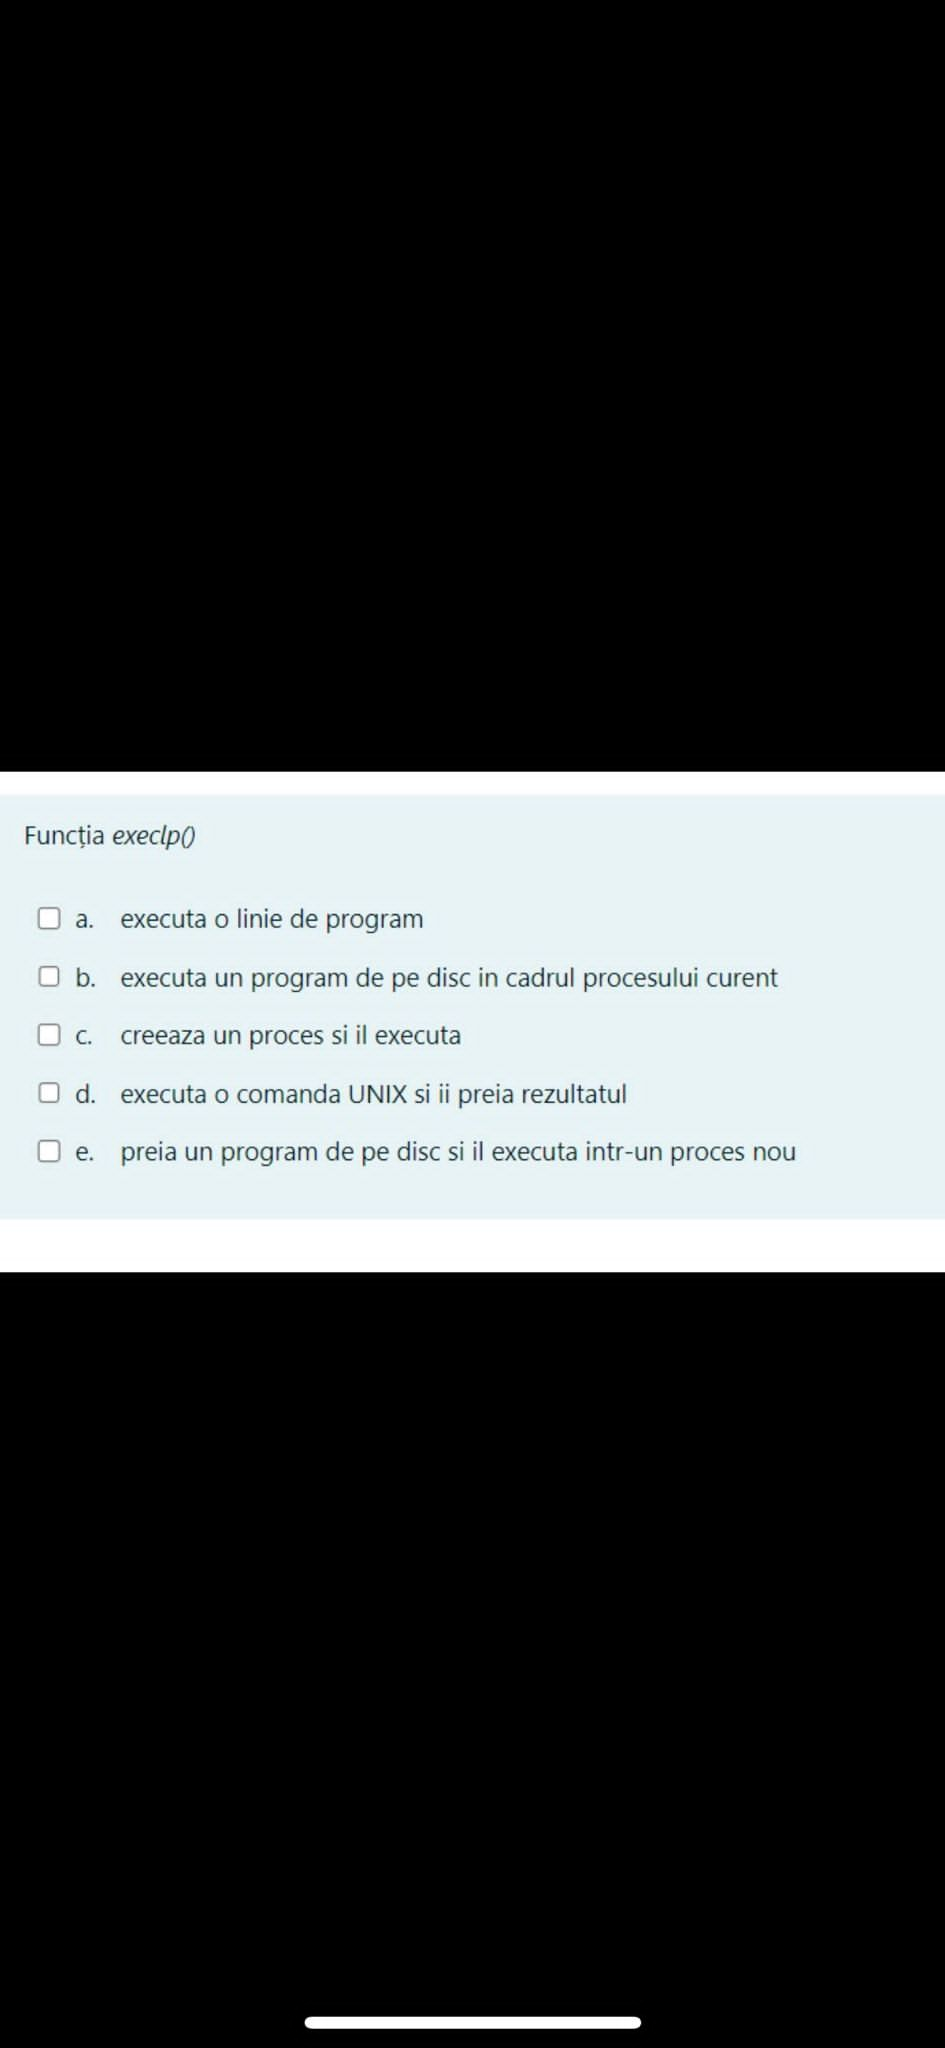 Funcția execlp()
a. executa o linie de program
b. executa un program de pe disc in cadrul procesului curent
c. creeaza un proces si il executa
d. executa o comanda UNIX si ii preia rezultatul
e. preia un program de pe disc si il executa intr-un proces nou